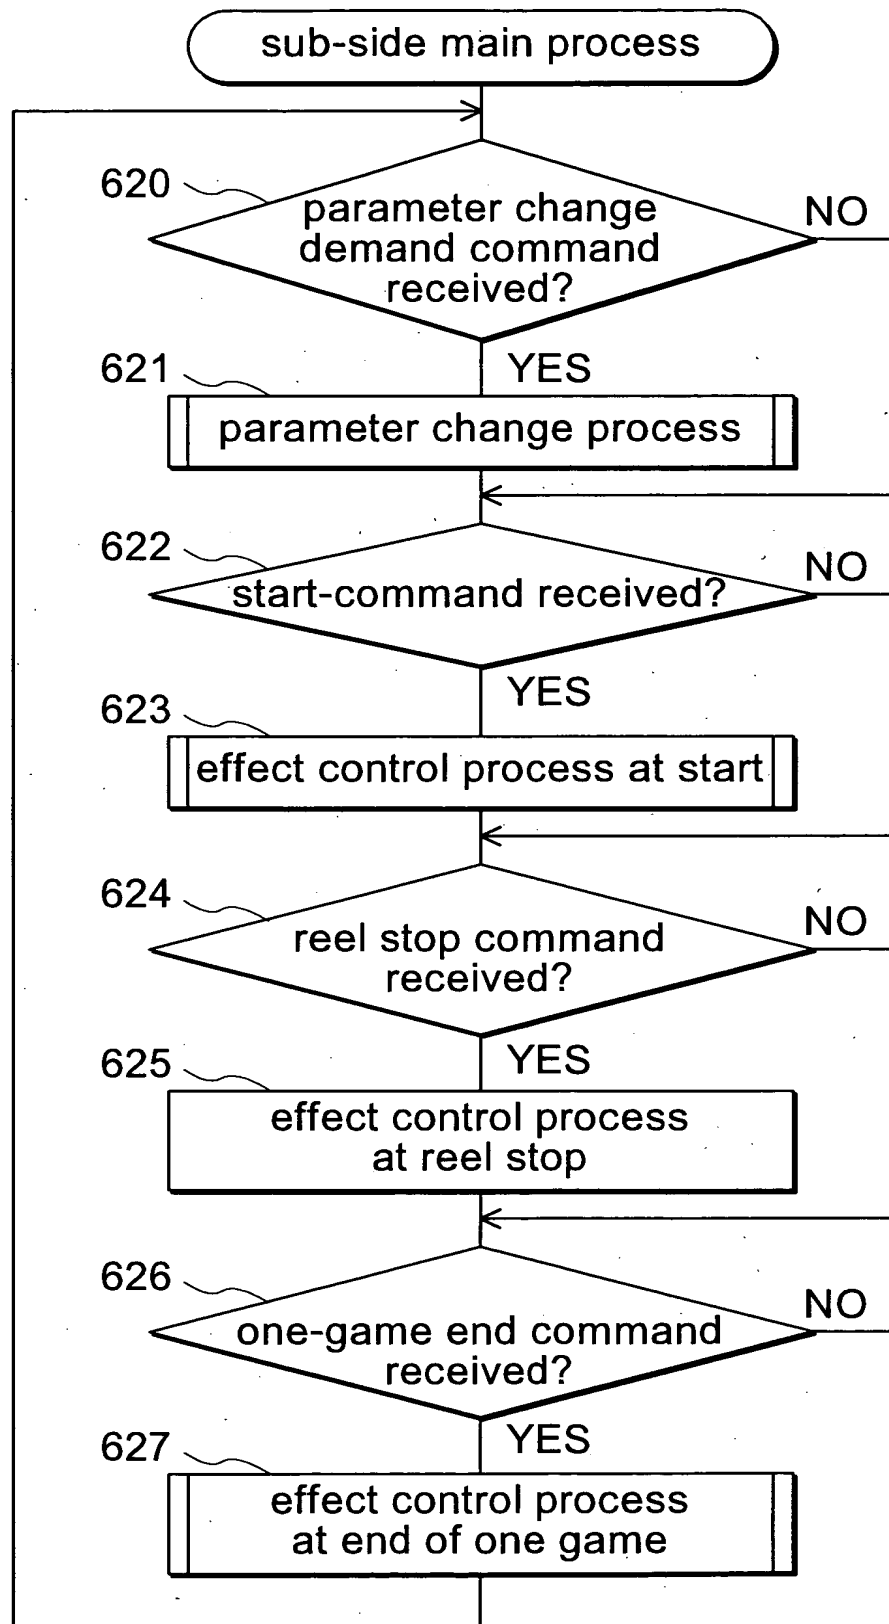 sub-side main process
620
parameter change
demand command
received?
NO
YES
621
parameter change process
622
start-command received?
NO
YES
623
effect control process at start
624
reel stop command
received?
NO
YES
625
effect control process
at reel stop
626
one-game end command
received?
NO
YES
627
effect control process
at end of one game